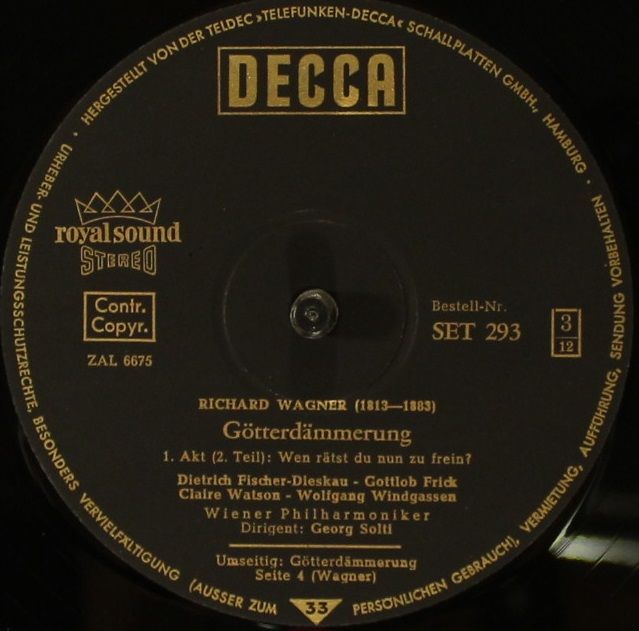 · HERGESTELLT VON DER TELDEC »TELEFUNKEN-DECCA« SCHALLPLATTEN GMBH., HAMBURG ·
DECCA
royal sound
STEREO
Contr.
Copyr.
ZAL 6675
Bestell-Nr.
SET 293
3
12
RICHARD WAGNER (1813—1883)
Götterdämmerung
1. Akt (2. Teil): Wen rätst du nun zu frein?
Dietrich Fischer-Dieskau - Gottlob Frick
Claire Watson - Wolfgang Windgassen
Wiener Philharmoniker
Dirigent: Georg Solti
Umseitig: Götterdämmerung
Seite 4 (Wagner)
33
URHEBER- UND LEISTUNGSSCHUTZRECHTE, BESONDERS VERVIELFÄLTIGUNG (AUSSER ZUM PERSÖNLICHEN GEBRAUCH), VERMIETUNG, AUFFÜHRUNG, SENDUNG VORBEHALTEN